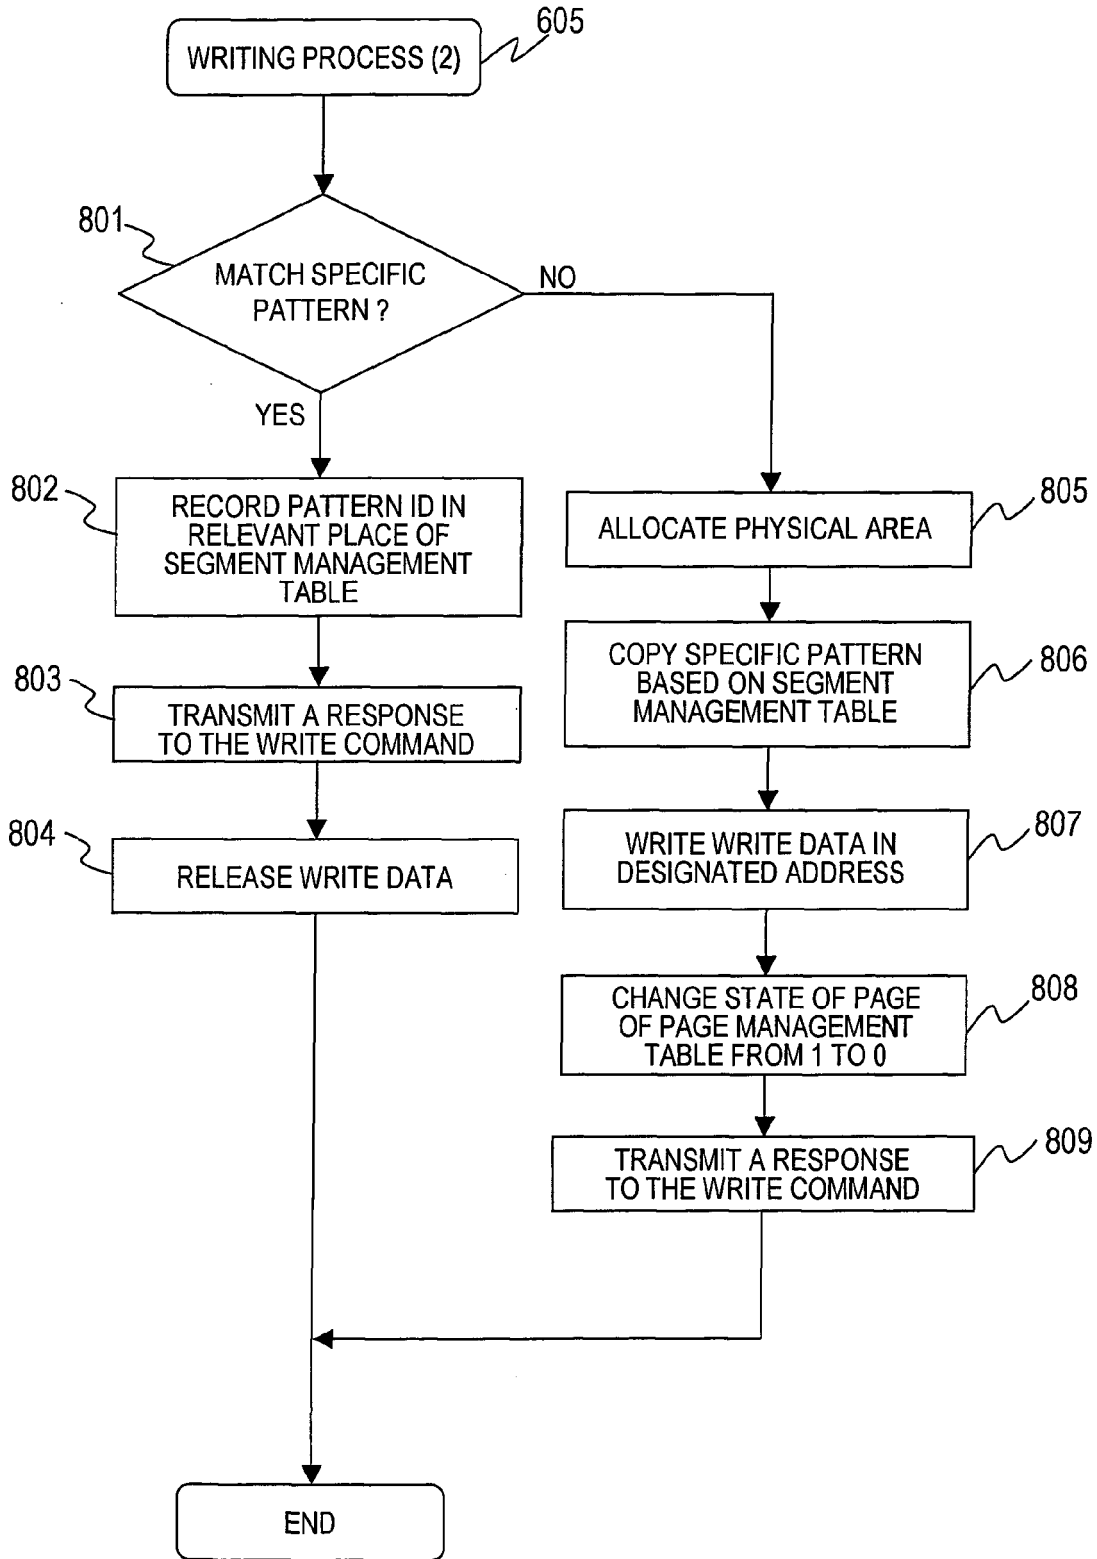 605
WRITING PROCESS (2)
801
MATCH SPECIFIC
PATTERN ?
NO
YES
802
RECORD PATTERN ID IN
RELEVANT PLACE OF
SEGMENT MANAGEMENT
TABLE
803
TRANSMIT A RESPONSE
TO THE WRITE COMMAND
804
RELEASE WRITE DATA
805
ALLOCATE PHYSICAL AREA
806
COPY SPECIFIC PATTERN
BASED ON SEGMENT
MANAGEMENT TABLE
807
WRITE WRITE DATA IN
DESIGNATED ADDRESS
808
CHANGE STATE OF PAGE
OF PAGE MANAGEMENT
TABLE FROM 1 TO 0
809
TRANSMIT A RESPONSE
TO THE WRITE COMMAND
END